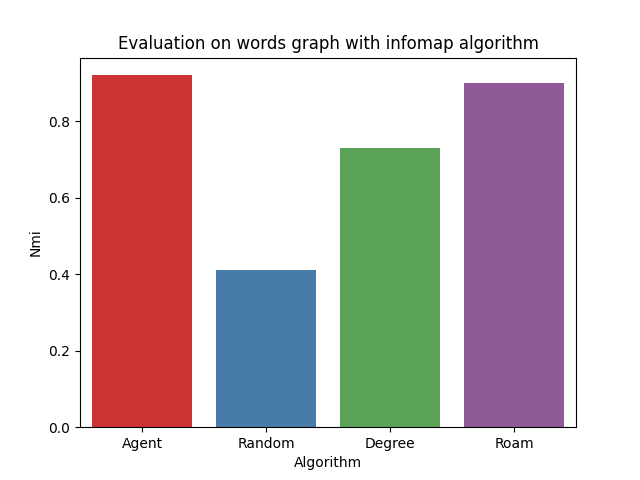 Evaluation on words graph with infomap algorithm
0.8
0.6
0.4
0.2
0.0
Nmi
Agent Random Degree Roam
Algorithm